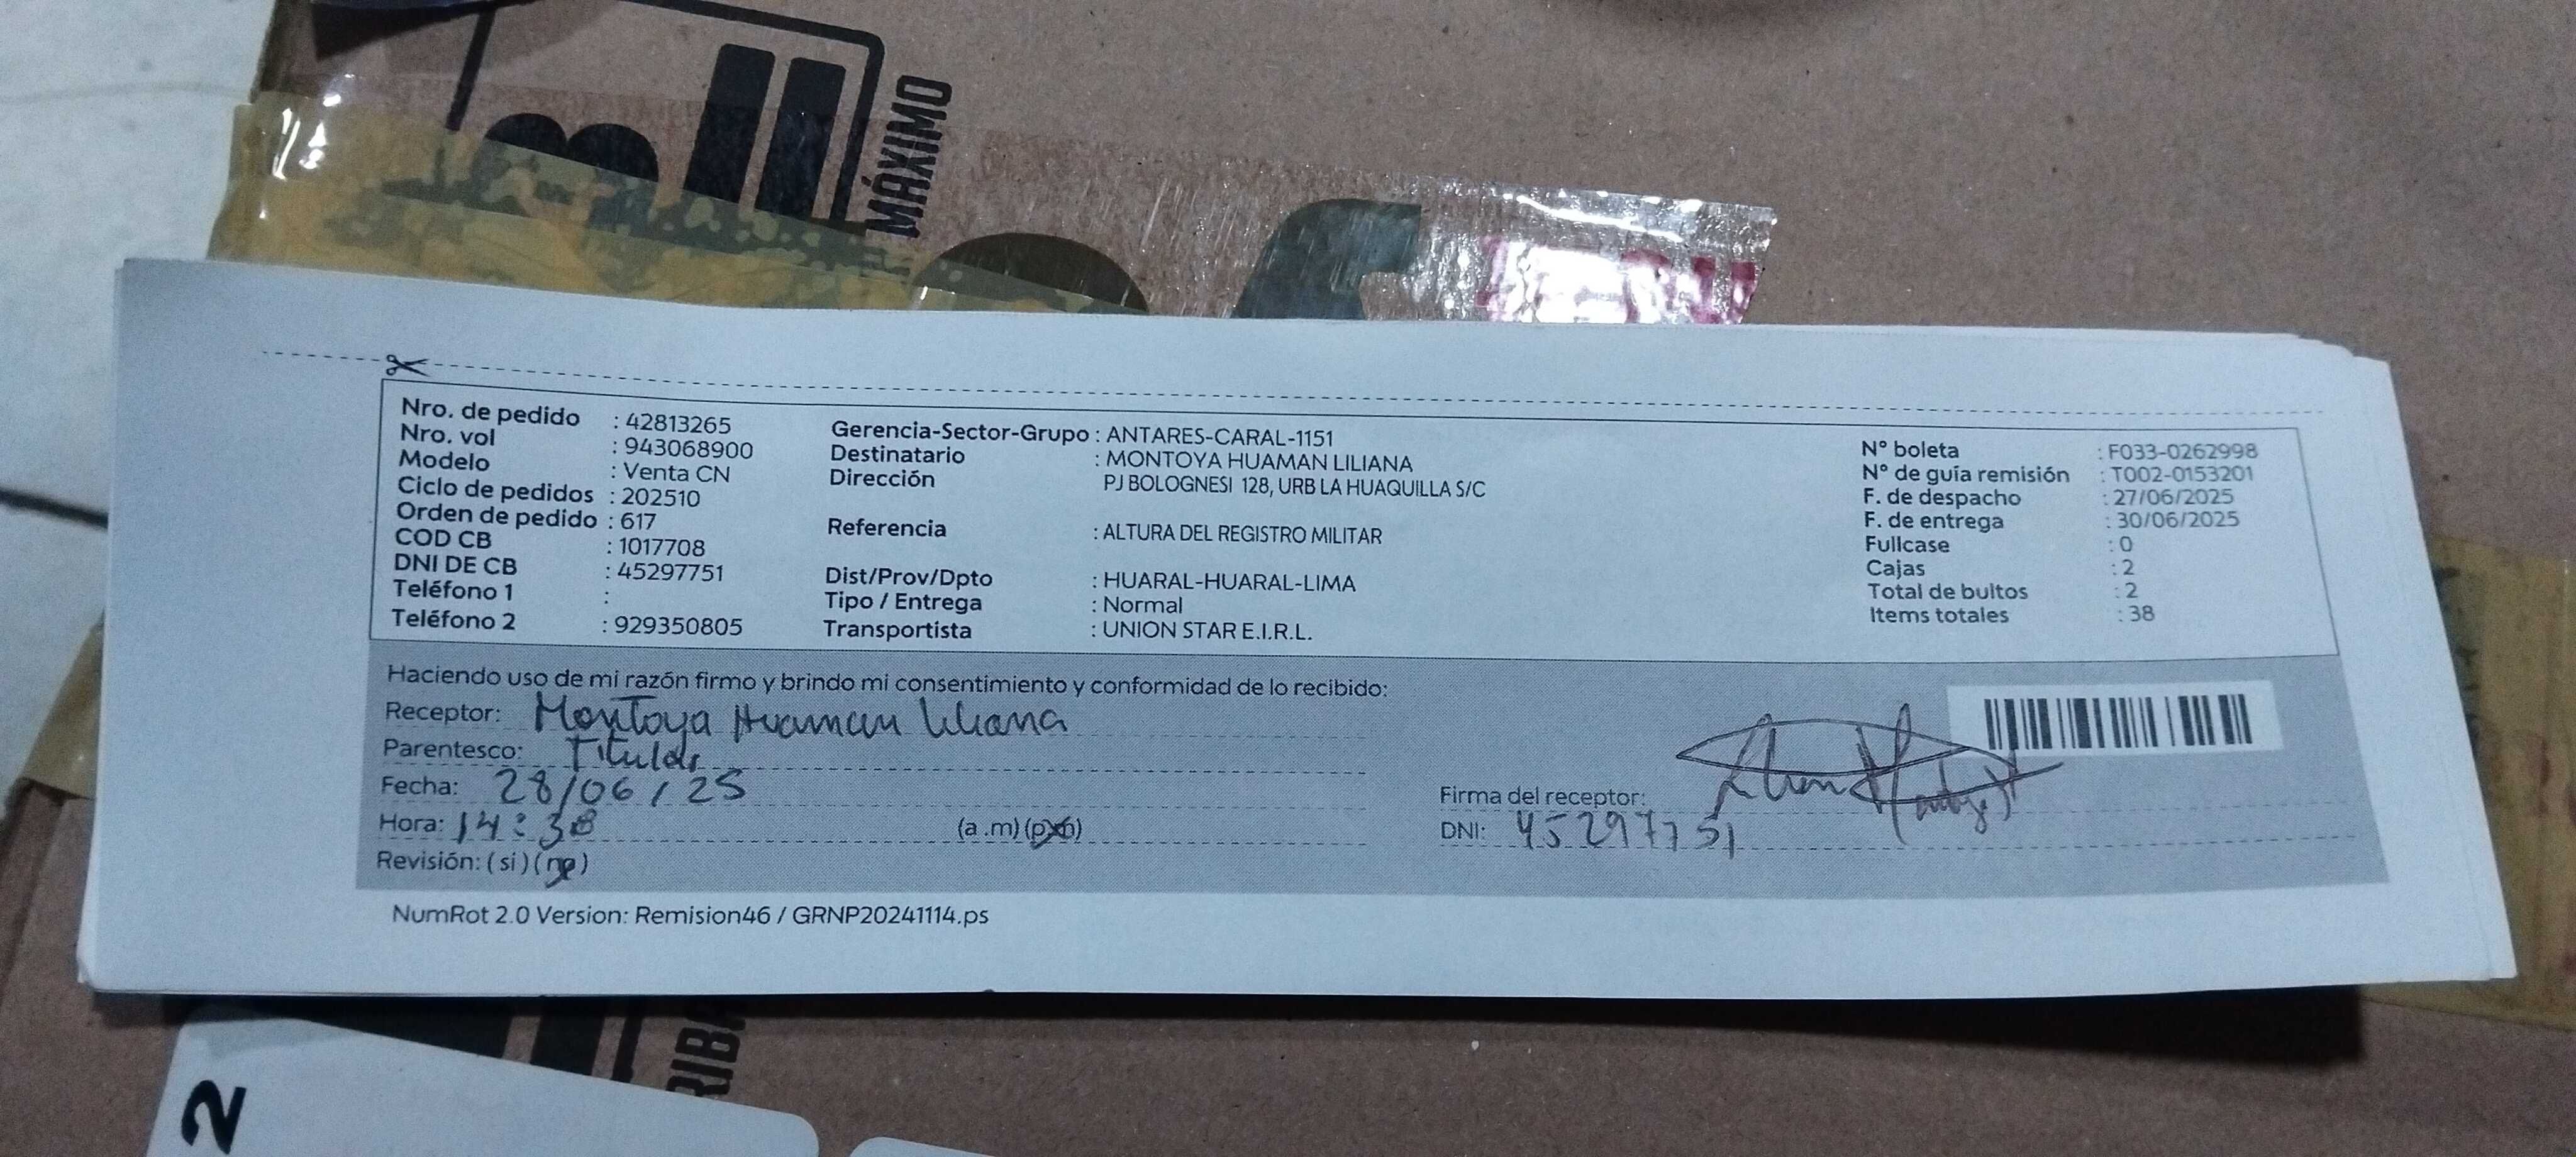 MÁXIMO
Nro. de pedido : 42813265
Nro. vol : 943068900
Modelo : Venta CN
Ciclo de pedidos : 202510
Orden de pedido : 617
COD CB : 1017708
DNI DE CB : 45297751
Teléfono 1 :
Teléfono 2 : 929350805
Gerencia-Sector-Grupo : ANTARES-CARAL-1151
Destinatario : MONTOYA HUAMAN LILIANA
Dirección PJ BOLOGNESI 128, URB LA HUAQUILLA S/C
Referencia : ALTURA DEL REGISTRO MILITAR
Dist/Prov/Dpto : HUARAL-HUARAL-LIMA
Tipo / Entrega : Normal
Transportista : UNION STAR E.I.R.L.
N° boleta : F033-0262998
N° de guía remisión : T002-0153201
F. de despacho : 27/06/2025
F. de entrega : 30/06/2025
Fullcase : 0
Cajas : 2
Total de bultos : 2
Items totales : 38
Haciendo uso de mi razón firmo y brindo mi consentimiento y conformidad de lo recibido:
Receptor: Montoya Huaman Liliana
Parentesco: Titular
Fecha: 28/06/25
Hora: 14:38 (a.m)(p.m)
Revisión: (si)(no)
Firma del receptor:
DNI: 45297751
NumRot 2.0 Version: Remision46 / GRNP20241114.ps
2